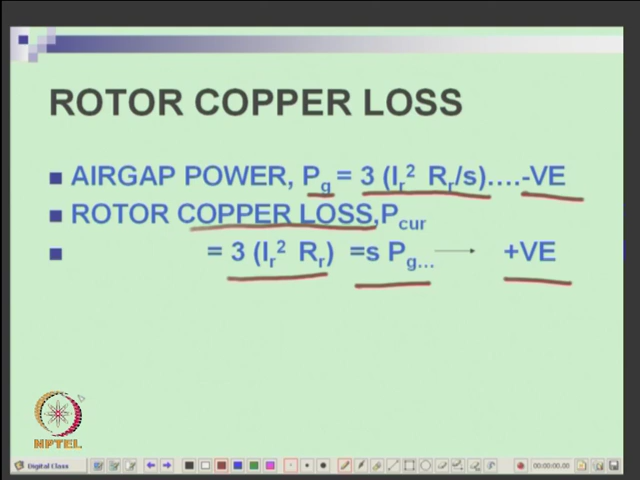 ROTOR COPPER LOSS
AIRGAP POWER, Pg = 3 (Ir² Rr/s)....-VE
ROTOR COPPER LOSS,Pcur
= 3 (Ir² Rr) =s Pg... → +VE
NPTEL
Digital Class
00:00:00.00